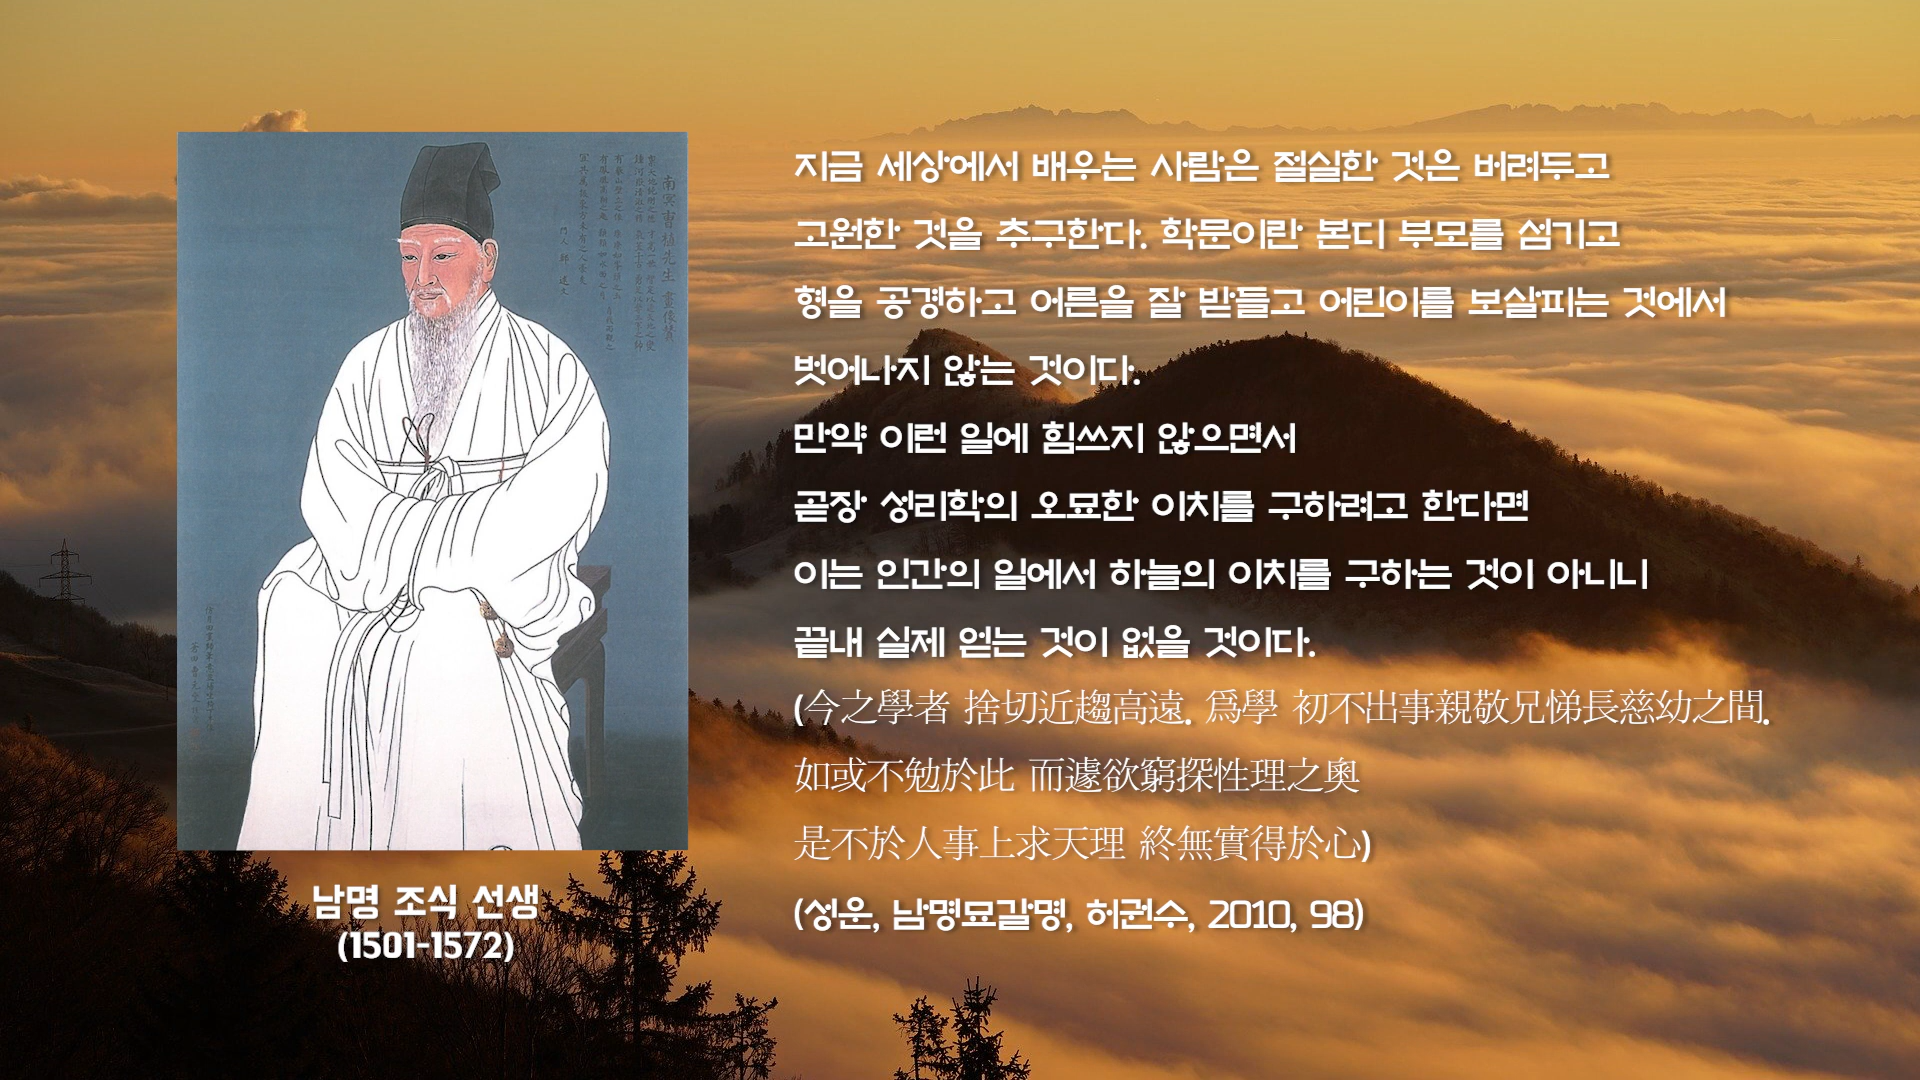 지금 세상에서 배우는 사람은 절실한 것은 버려두고
고원한 것을 추구한다. 학문이란 본디 부모를 섬기고
형을 공경하고 어른을 잘 받들고 어린이를 보살피는 것에서
벗어나지 않는 것이다.
만약 이런 일에 힘쓰지 않으면서
곧장 성리학의 오묘한 이치를 구하려고 한다면
이는 인간의 일에서 하늘의 이치를 구하는 것이 아니니
끝내 실제 얻는 것이 없을 것이다.
(今之學者 捨切近趨高遠. 爲學 初不出事親敬兄悌長慈幼之間.
如或不勉於此 而遽欲窮探性理之奧
是不於人事上求天理 終無實得於心)
(성운, 남명묘갈명, 허권수, 2010, 98)
남명 조식 선생
(1501-1572)
南冥曺植先生 畫像贊